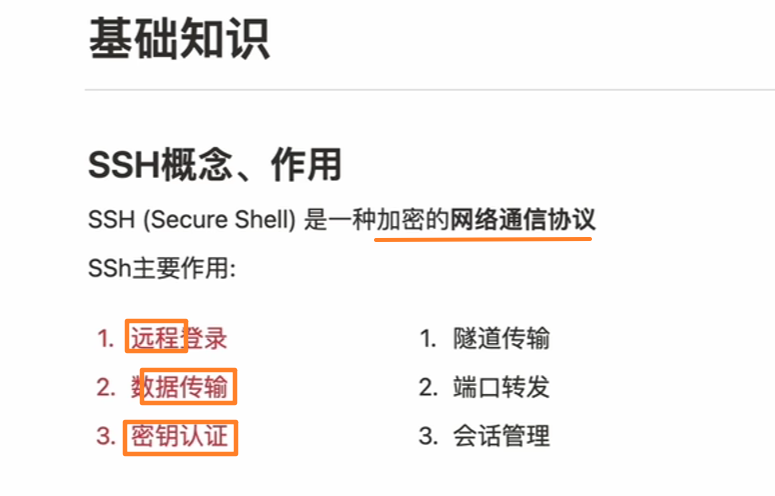 基础知识
SSH概念、作用
SSH (Secure Shell) 是一种加密的网络通信协议
SSh主要作用:
1. 远程登录
2. 数据传输
3. 密钥认证
1. 隧道传输
2. 端口转发
3. 会话管理